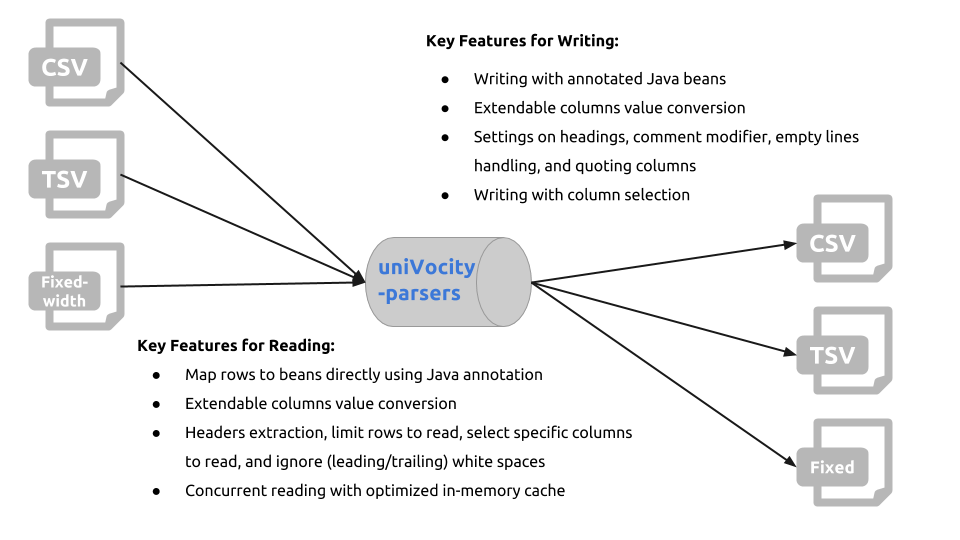 CSV
TSV
Fixed-
width
Key Features for Writing:
● Writing with annotated Java beans
● Extendable columns value conversion
● Settings on headings, comment modifier, empty lines
handling, and quoting columns
● Writing with column selection
uniVocity
-parsers
CSV
TSV
Fixed
Key Features for Reading:
● Map rows to beans directly using Java annotation
● Extendable columns value conversion
● Headers extraction, limit rows to read, select specific columns
to read, and ignore (leading/trailing) white spaces
● Concurrent reading with optimized in-memory cache